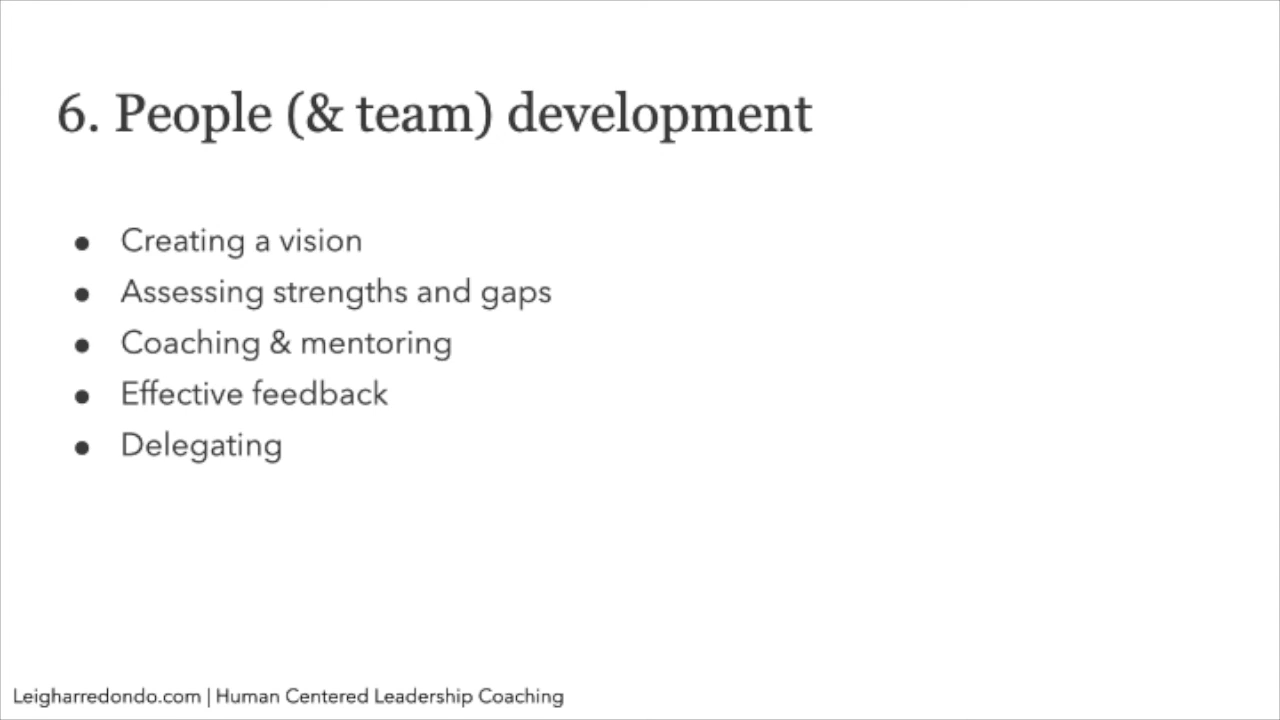 6. People (& team) development
● Creating a vision
● Assessing strengths and gaps
● Coaching & mentoring
● Effective feedback
● Delegating
Leigharredondo.com | Human Centered Leadership Coaching